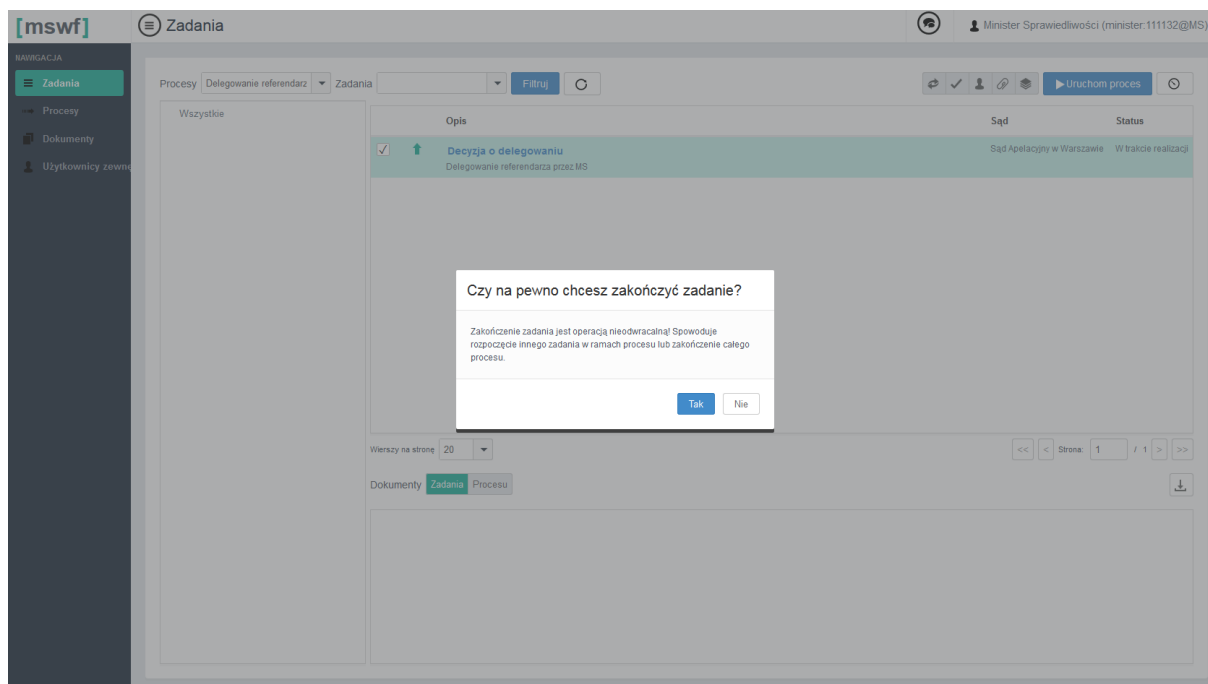 [mswf]
Zadania
Minister Sprawiedliwości (minister:111132@MS)
NAWIGACJA
Zadania
Procesy
Dokumenty
Użytkownicy zewnę
Procesy Delegowanie referendarz Zadania Filtruj Uruchom proces
Wszystkie
Opis Sąd Status
Decyzja o delegowaniu Sąd Apelacyjny w Warszawie W trakcie realizacji
Delegowanie referendarza przez MS
Czy na pewno chcesz zakończyć zadanie?
Zakończenie zadania jest operacją nieodwracalną! Spowoduje
rozpoczęcie innego zadania w ramach procesu lub zakończenie całego
procesu.
Tak Nie
Wierszy na stronę 20 << < Strona: 1 / 1 > >>
Dokumenty Zadania Procesu